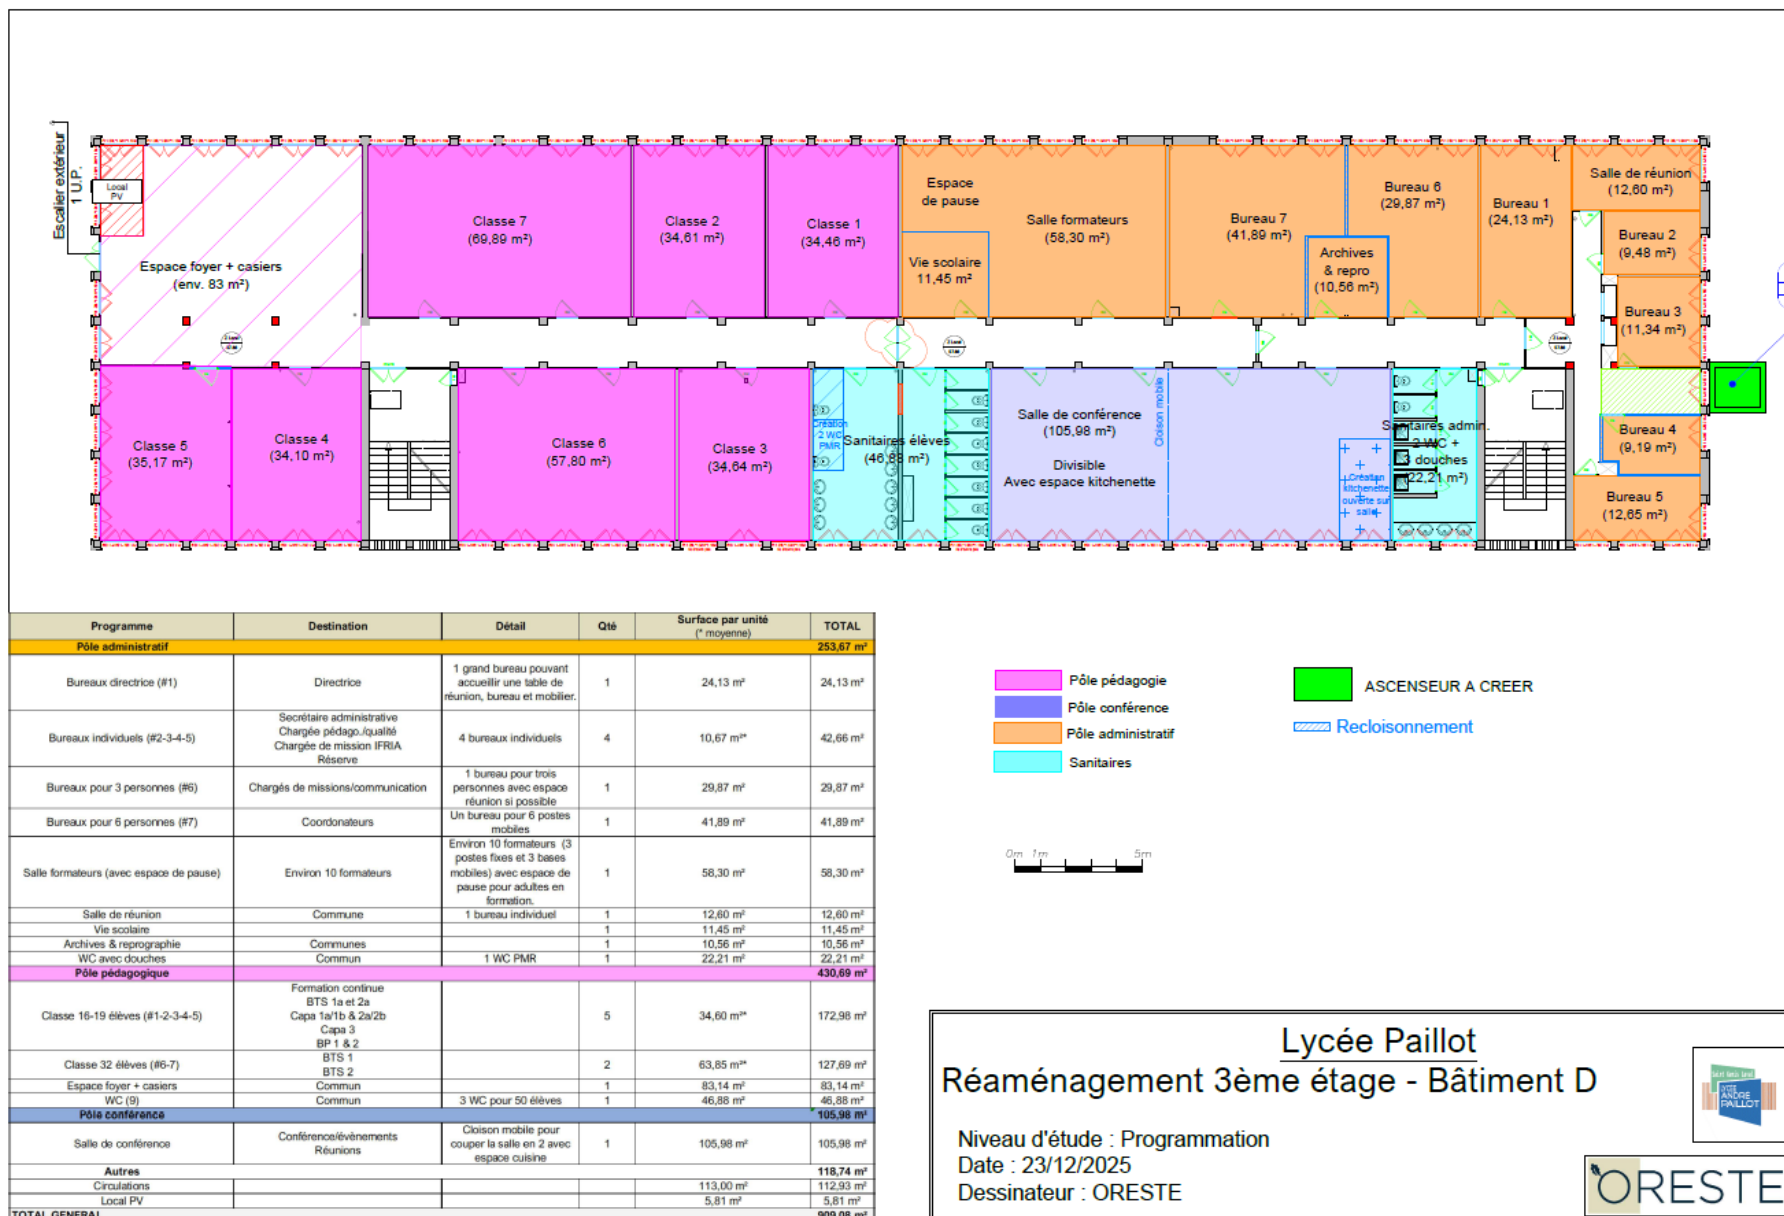 Escalier extérieur
1 U.P.
Local
PV
Espace foyer + casiers
(env. 83 m²)
Classe 7
(69,89 m²)
Classe 2
(34,61 m²)
Classe 1
(34,46 m²)
Espace
de pause
Salle formateurs
(58,30 m²)
Vie scolaire
11,45 m²
Bureau 7
(41,89 m²)
Archives
& repro
(10,56 m²)
Bureau 6
(29,87 m²)
Bureau 1
(24,13 m²)
Salle de réunion
(12,60 m²)
Bureau 2
(9,48 m²)
Bureau 3
(11,34 m²)
Bureau 4
(9,19 m²)
Bureau 5
(12,65 m²)
Classe 5
(35,17 m²)
Classe 4
(34,10 m²)
Classe 6
(57,80 m²)
Classe 3
(34,64 m²)
Création
2 WC
PMR
Sanitaires élèves
(46,88 m²)
Salle de conférence
(105,98 m²)
Divisible
Avec espace kitchenette
Cloison mobile
Création
kitchenette
ouverte sur
salle
Sanitaires admin.
2 WC +
3 douches
(22,21 m²)
Programme Destination Détail Qté Surface par unité (* moyenne) TOTAL
Pôle administratif 253,67 m²
Bureaux directrice (#1) Directrice 1 grand bureau pouvant accueillir une table de réunion, bureau et mobilier. 1 24,13 m² 24,13 m²
Bureaux individuels (#2-3-4-5) Secrétaire administrative Chargée pédago./qualité Chargée de mission IFRIA Réserve 4 bureaux individuels 4 10,67 m²* 42,66 m²
Bureaux pour 3 personnes (#6) Chargés de missions/communication 1 bureau pour trois personnes avec espace réunion si possible 1 29,87 m² 29,87 m²
Bureaux pour 6 personnes (#7) Coordonateurs Un bureau pour 6 postes mobiles 1 41,89 m² 41,89 m²
Salle formateurs (avec espace de pause) Environ 10 formateurs Environ 10 formateurs (3 postes fixes et 3 bases mobiles) avec espace de pause pour adultes en formation. 1 58,30 m² 58,30 m²
Salle de réunion Commune 1 bureau individuel 1 12,60 m² 12,60 m²
Vie scolaire 1 11,45 m² 11,45 m²
Archives & reprographie Communes 1 10,56 m² 10,56 m²
WC avec douches Commun 1 WC PMR 1 22,21 m² 22,21 m²
Pôle pédagogique 430,69 m²
Classe 16-19 élèves (#1-2-3-4-5) Formation continue BTS 1a et 2a Capa 1a/1b & 2a/2b Capa 3 BP 1 & 2 5 34,60 m²* 172,98 m²
Classe 32 élèves (#6-7) BTS 1 BTS 2 2 63,85 m²* 127,69 m²
Espace foyer + casiers Commun 1 83,14 m² 83,14 m²
WC (9) Commun 3 WC pour 50 élèves 1 46,88 m² 46,88 m²
Pôle conférence 105,98 m²
Salle de conférence Conférence/évènements Réunions Cloison mobile pour couper la salle en 2 avec espace cuisine 1 105,98 m² 105,98 m²
Autres 118,74 m²
Circulations 113,00 m² 112,93 m²
Local PV 5,81 m² 5,81 m²
TOTAL GENERAL 909,08 m²
Pôle pédagogie
Pôle conférence
Pôle administratif
Sanitaires
ASCENSEUR A CREER
Recloisonnement
0m 1m 5m
Lycée Paillot
Réaménagement 3ème étage - Bâtiment D
Niveau d'étude : Programmation
Date : 23/12/2025
Dessinateur : ORESTE
LYCÉE
ANDRÉ
PAILLOT
ORESTE